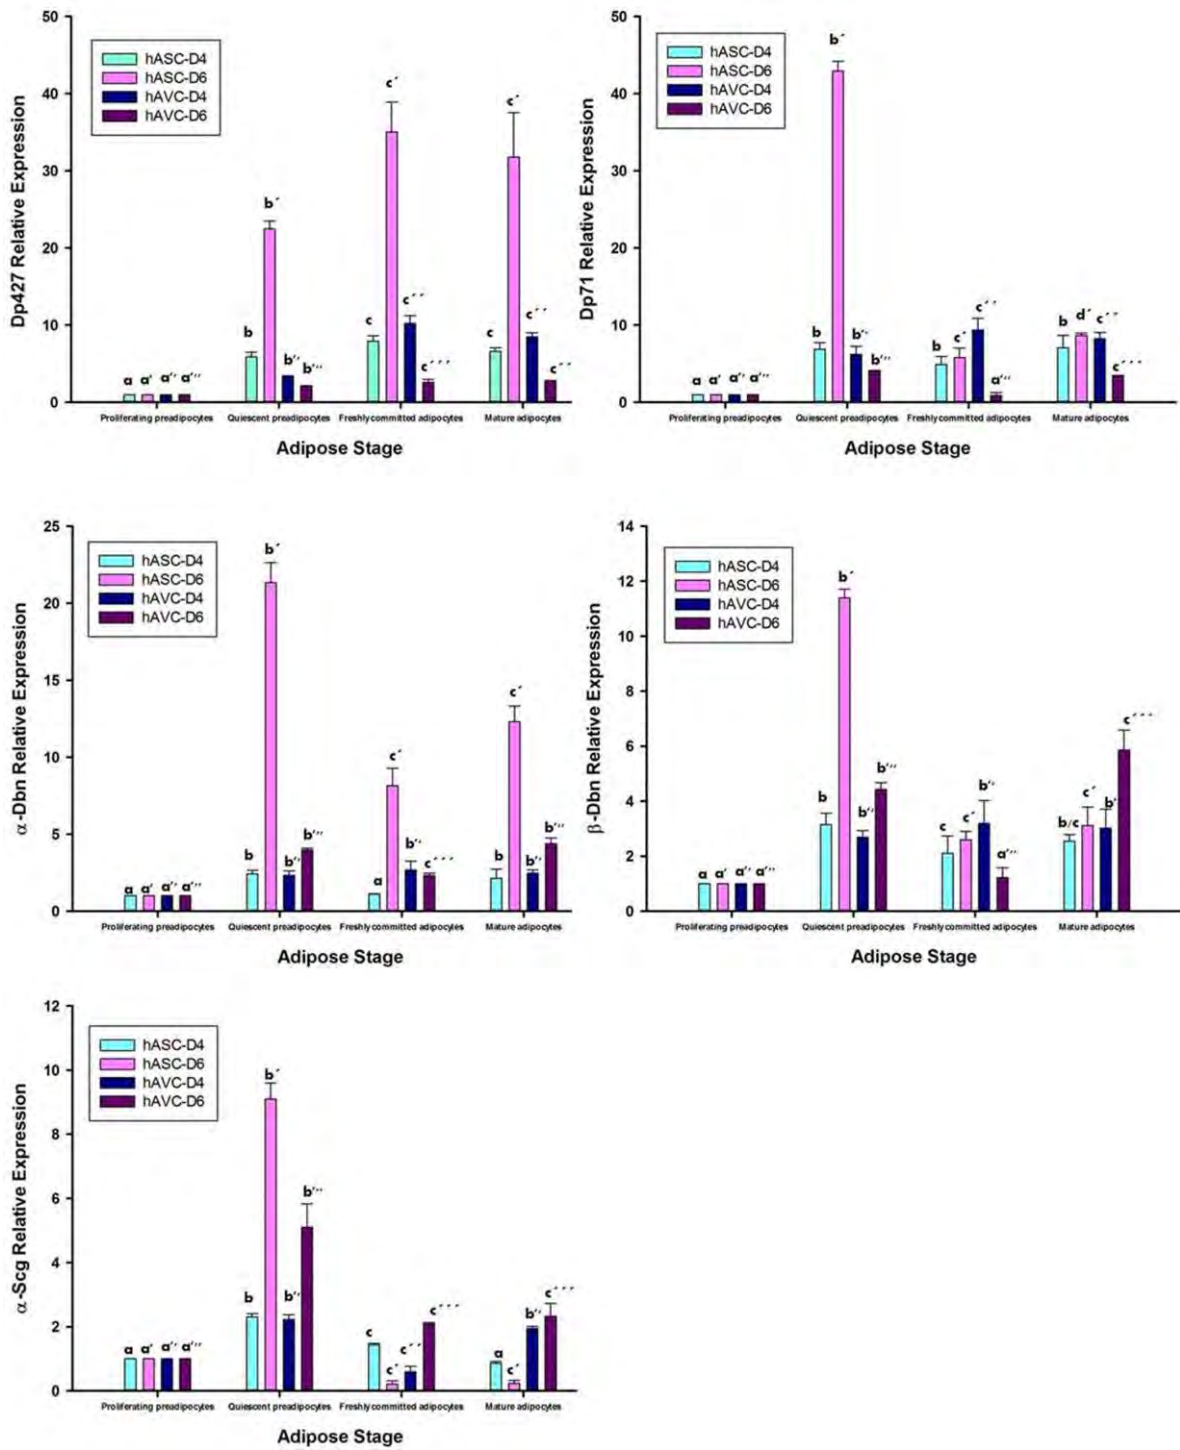 Dp427 Relative Expression
50
40
30
20
10
0
hASC-D4
hASC-D6
hAVC-D4
hAVC-D6
a a´ a´´ a´´´
b b´ b´´ b´´´
c c´ c´´ c´´´
c c´ c´´ c´´
Proliferating preadipocytes Quiescent preadipocytes Freshly committed adipocytes Mature adipocytes
Adipose Stage
Dp71 Relative Expression
50
40
30
20
10
0
hASC-D4
hASC-D6
hAVC-D4
hAVC-D6
a a´ a´´ a´´´
b b´ b´´ b´´´
b c´ c´´ a´´´
b d´ c´´ c´´´
Proliferating preadipocytes Quiescent preadipocytes Freshly committed adipocytes Mature adipocytes
Adipose Stage
α-Dbn Relative Expression
25
20
15
10
5
0
hASC-D4
hASC-D6
hAVC-D4
hAVC-D6
a a´ a´´ a´´´
b b´ b´´ b´´´
a c´ b´´ c´´´
b c´ b´´ b´´´
Proliferating preadipocytes Quiescent preadipocytes Freshly committed adipocytes Mature adipocytes
Adipose Stage
β-Dbn Relative Expression
14
12
10
8
6
4
2
0
hASC-D4
hASC-D6
hAVC-D4
hAVC-D6
a a´ a´´ a´´´
b b´ b´´ b´´´
c c´ b´´ a´´´
b/c c´ b´ c´´´
Proliferating preadipocytes Quiescent preadipocytes Freshly committed adipocytes Mature adipocytes
Adipose Stage
α-Scg Relative Expression
12
10
8
6
4
2
0
hASC-D4
hASC-D6
hAVC-D4
hAVC-D6
a a´ a´´ a´´´
b b´ b´´ b´´´
c c´ c´´ c´´´
a c´ b´´ c´´´
Proliferating preadipocytes Quiescent preadipocytes Freshly committed adipocytes Mature adipocytes
Adipose Stage